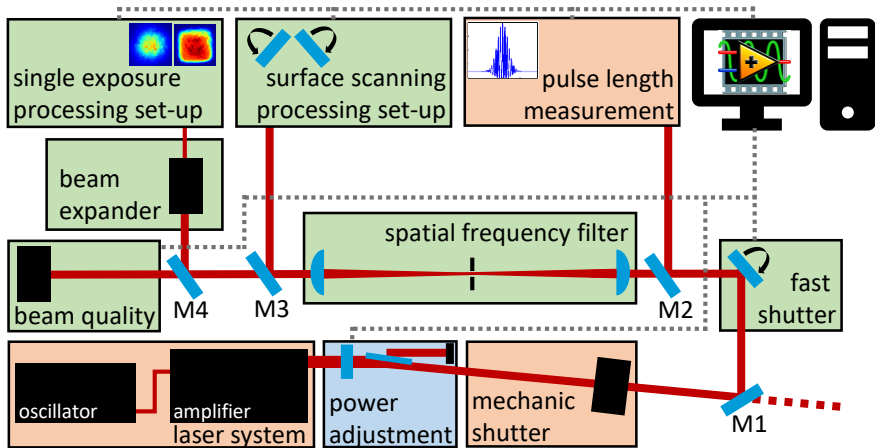 single exposure
processing set-up
surface scanning
processing set-up
pulse length
measurement
beam
expander
spatial frequency filter
beam quality
M4
M3
M2
fast
shutter
oscillator
amplifier
laser system
power
adjustment
mechanic
shutter
M1